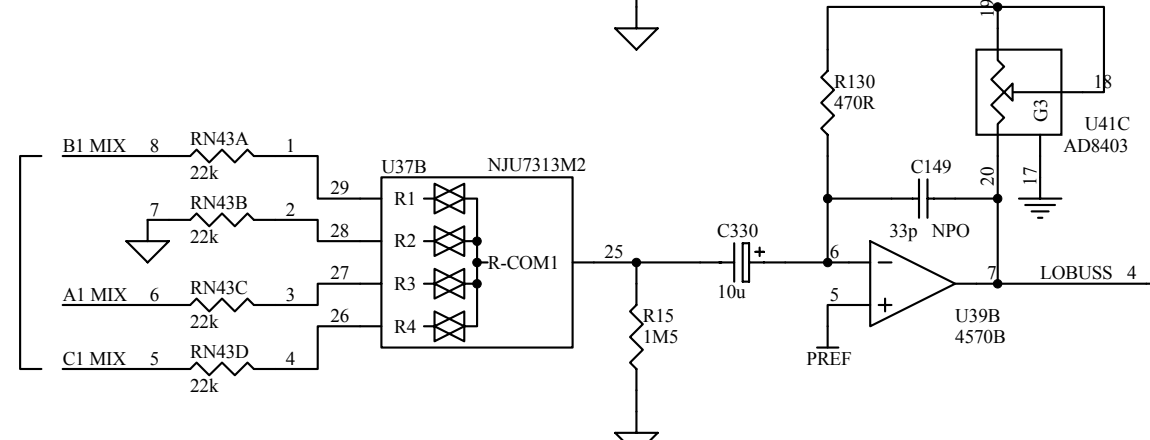 19
R130
470R
18
G3
U41C
AD8403
B1 MIX 8 RN43A 1
22k
U37B NJU7313M2
C149
20
17
29 R1
7 RN43B 2
22k
28 R2
33p NPO
C330
25
R-COM1
10u
6
27 R3
A1 MIX 6 RN43C 3
22k
7 LOBUSS 4
5
26 R4
R15
1M5
U39B
4570B
C1 MIX 5 RN43D 4
22k
PREF